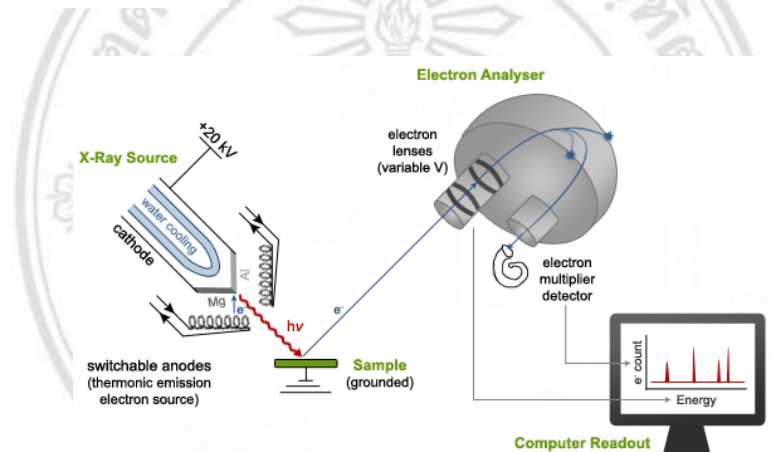 Electron Analyser
+20 kV
X-Ray Source
electron
lenses
(variable V)
water cooling
cathode
Al
Mg
e⁻
hν
e⁻
electron
multiplier
detector
switchable anodes
(thermonic emission
electron source)
Sample
(grounded)
e⁻ count
Energy
Computer Readout